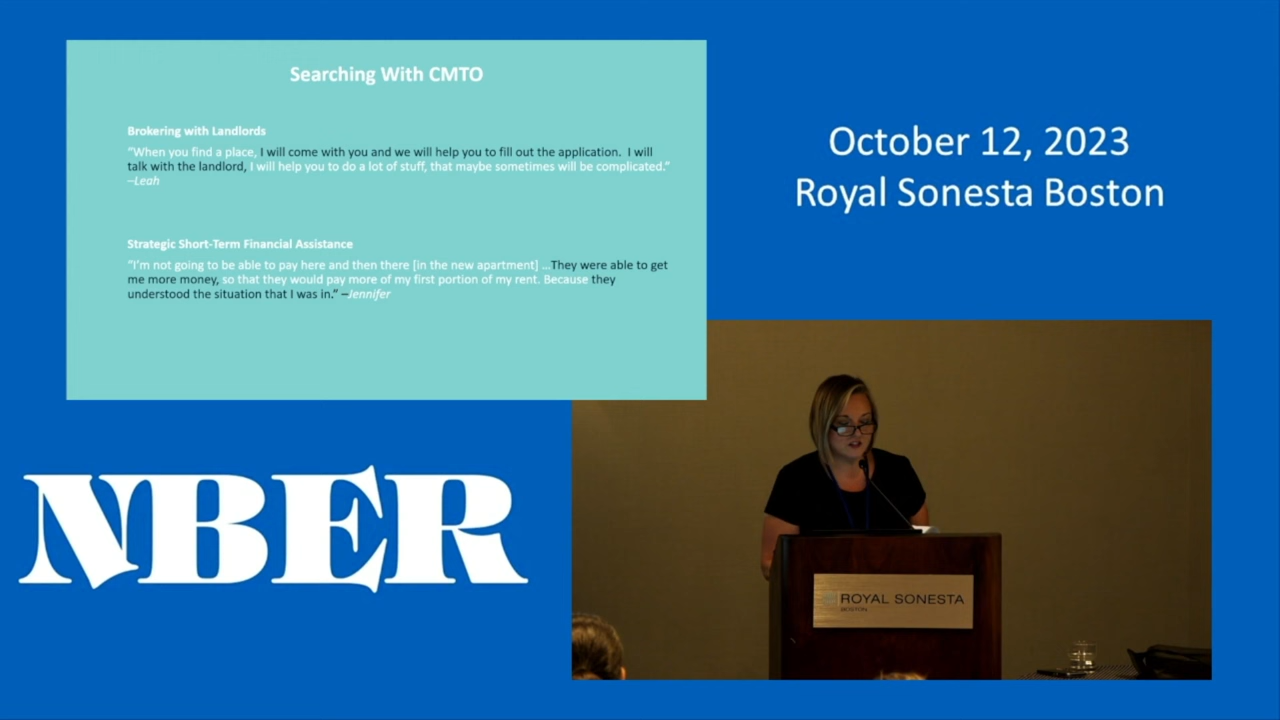 Searching With CMTO
Brokering with Landlords
“When you find a place, I will come with you and we will help you to fill out the application.  I will
talk with the landlord, I will help you to do a lot of stuff, that maybe sometimes will be complicated.”
–Leah
Strategic Short-Term Financial Assistance
“I’m not going to be able to pay here and then there [in the new apartment] …They were able to get
me more money, so that they would pay more of my first portion of my rent. Because they
understood the situation that I was in.” –Jennifer
October 12, 2023
Royal Sonesta Boston
NBER
ROYAL SONESTA
BOSTON